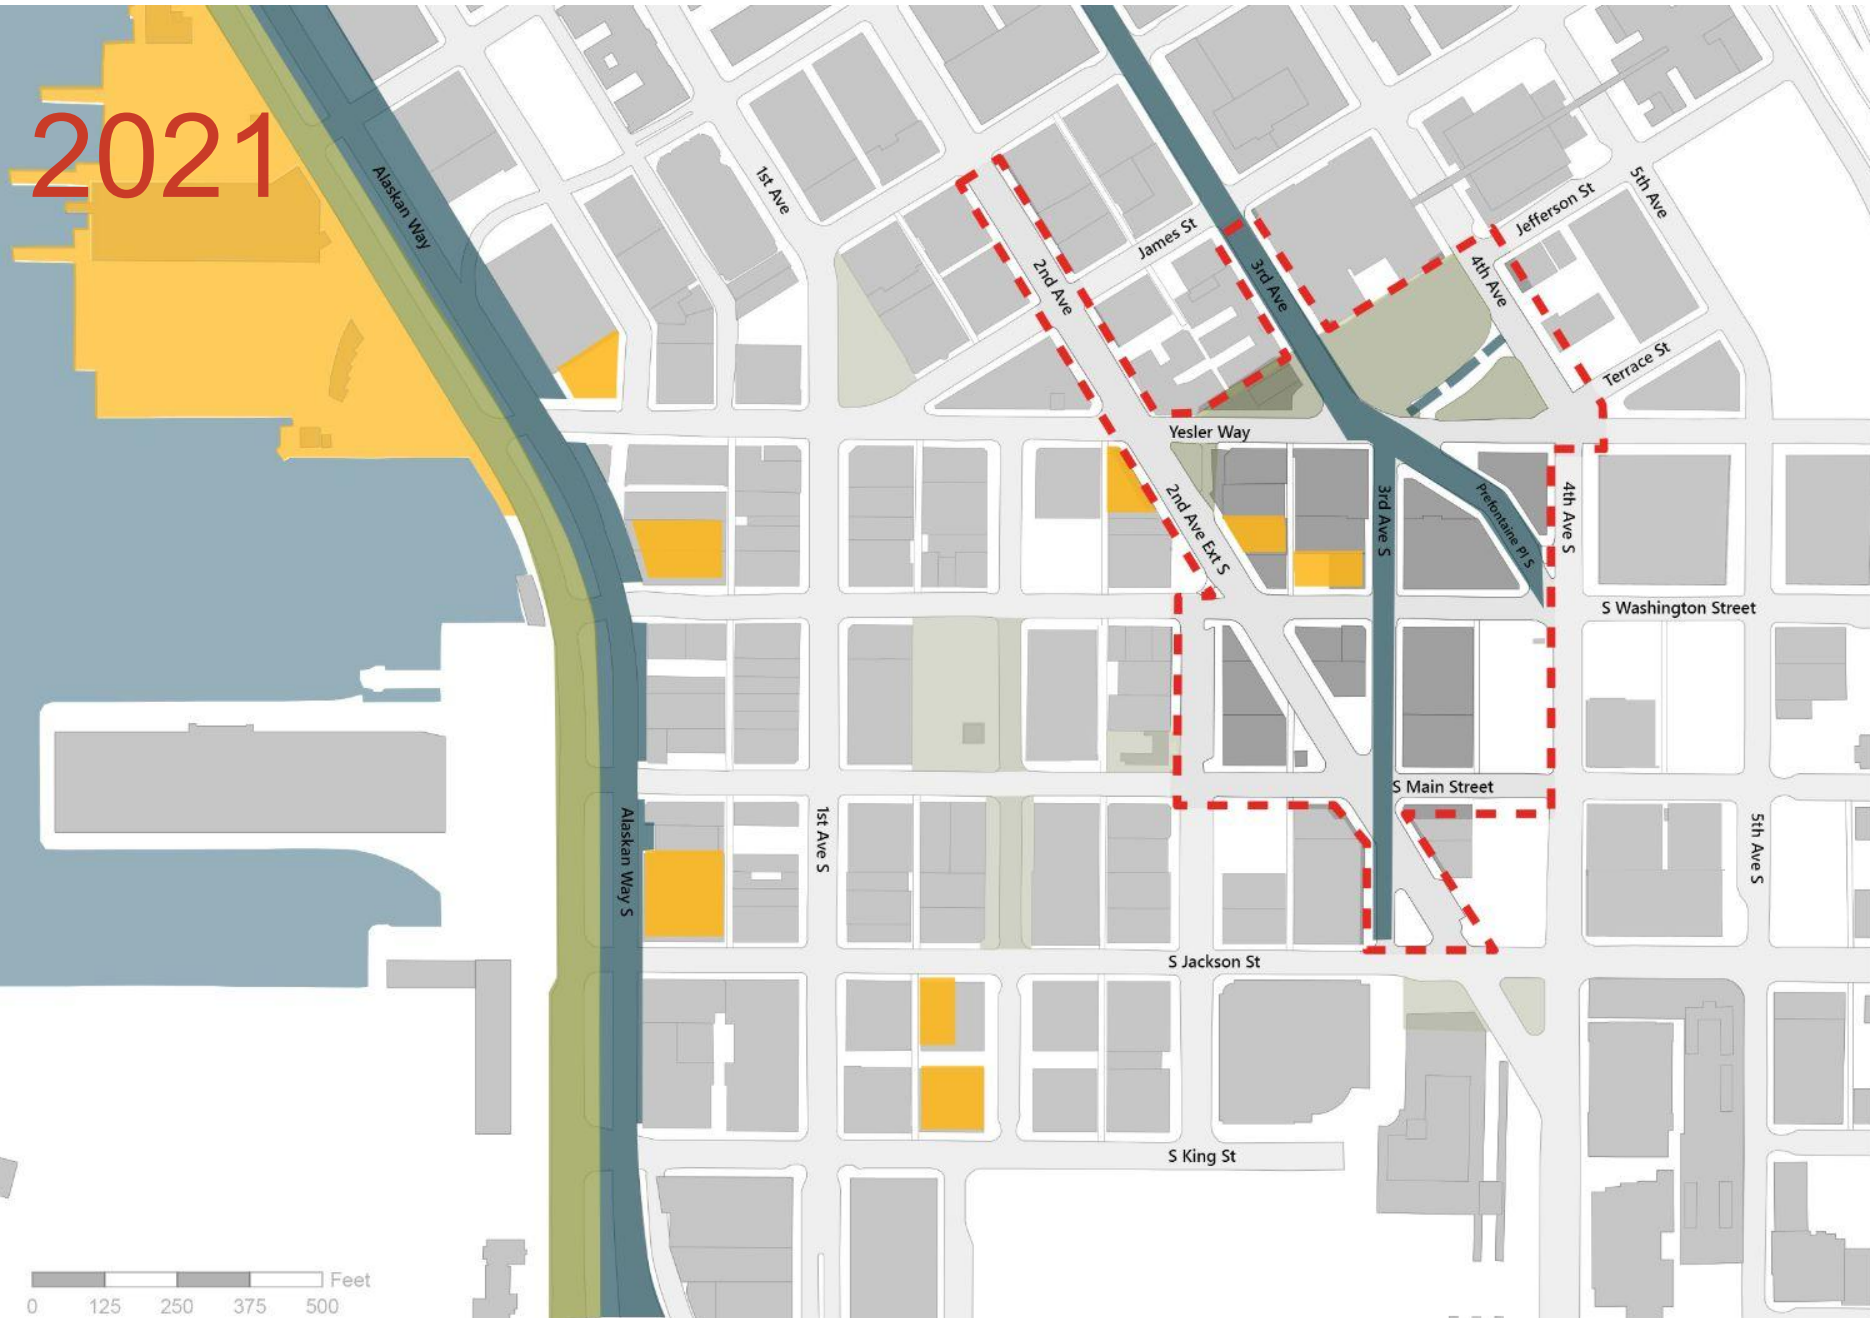 2021
Alaskan Way
1st Ave
2nd Ave
James St
3rd Ave
4th Ave
Jefferson St
5th Ave
Terrace St
Yesler Way
2nd Ave Ext S
3rd Ave S
Prefontaine Pl S
4th Ave S
S Washington Street
S Main Street
Alaskan Way S
1st Ave S
5th Ave S
S Jackson St
S King St
Feet
0 125 250 375 500